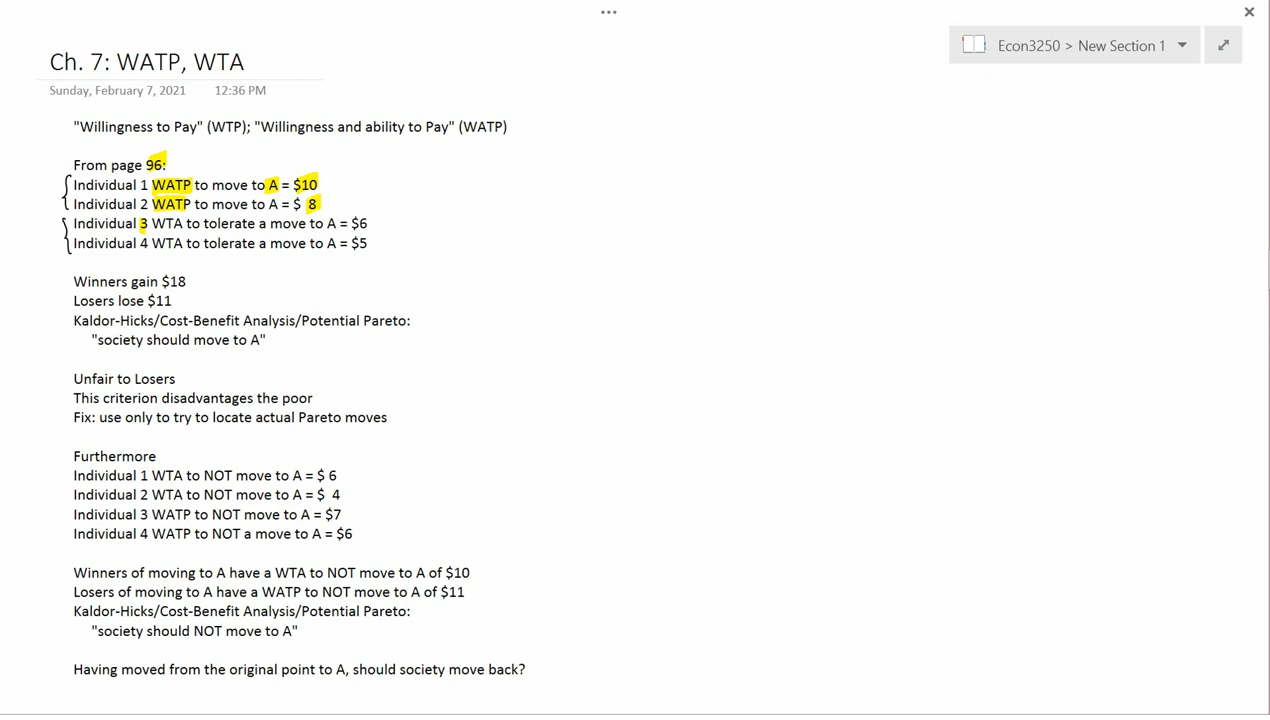 Econ3250 > New Section 1
Ch. 7: WATP, WTA
Sunday, February 7, 2021 12:36 PM
"Willingness to Pay" (WTP); "Willingness and ability to Pay" (WATP)
From page 96:
Individual 1 WATP to move to A = $10
Individual 2 WATP to move to A = $ 8
Individual 3 WTA to tolerate a move to A = $6
Individual 4 WTA to tolerate a move to A = $5
Winners gain $18
Losers lose $11
Kaldor-Hicks/Cost-Benefit Analysis/Potential Pareto:
"society should move to A"
Unfair to Losers
This criterion disadvantages the poor
Fix: use only to try to locate actual Pareto moves
Furthermore
Individual 1 WTA to NOT move to A = $ 6
Individual 2 WTA to NOT move to A = $ 4
Individual 3 WATP to NOT move to A = $7
Individual 4 WATP to NOT a move to A = $6
Winners of moving to A have a WTA to NOT move to A of $10
Losers of moving to A have a WATP to NOT move to A of $11
Kaldor-Hicks/Cost-Benefit Analysis/Potential Pareto:
"society should NOT move to A"
Having moved from the original point to A, should society move back?